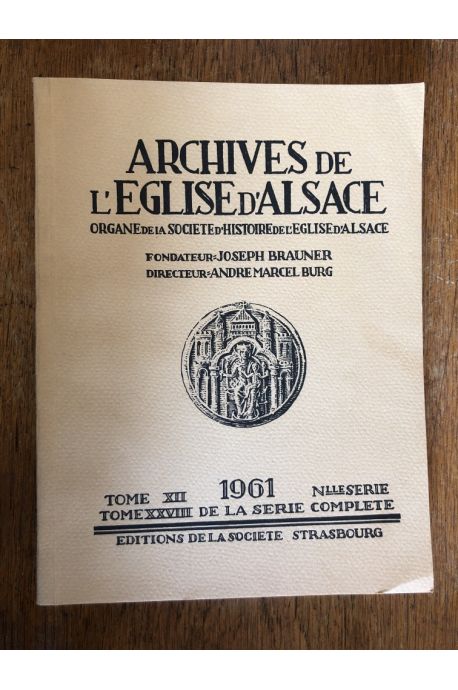 ARCHIVES DE
L'EGLISE D'ALSACE
ORGANE DE LA SOCIETE D'HISTOIRE DE L'EGLISE D'ALSACE
FONDATEUR=JOSEPH BRAUNER
DIRECTEUR=ANDRE MARCEL BURG
TOME XII 1961 NLLE SERIE
TOME XXVIII DE LA SERIE COMPLETE
EDITIONS DE LA SOCIETE STRASBOURG